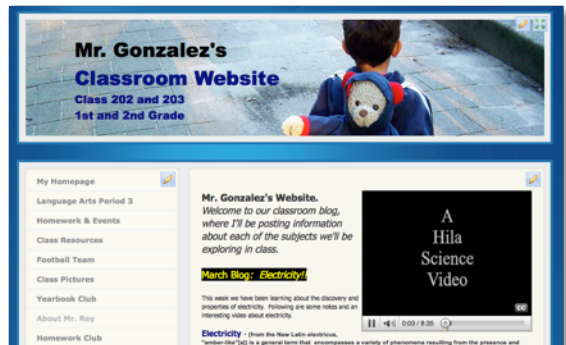 Mr. Gonzalez's
Classroom Website
Class 202 and 203
1st and 2nd Grade
My Homepage
Language Arts Period 3
Homework & Events
Class Resources
Football Team
Class Pictures
Yearbook Club
About Mr. Rey
Homework Club
Mr. Gonzalez's Website.
Welcome to our classroom blog,
where I'll be posting information
about each of the subjects we'll be
exploring in class.
March Blog: Electricity!!
This week we have been learning about the discovery and
properties of electricity. Following are some notes and an
interesting video about electricity.
Electricity - (from the New Latin electricus,
"amber-like"[a]) is a general term that encompasses a variety of phenomena resulting from the presence and
A
Hila
Science
Video
CC
0:03 / 8:35